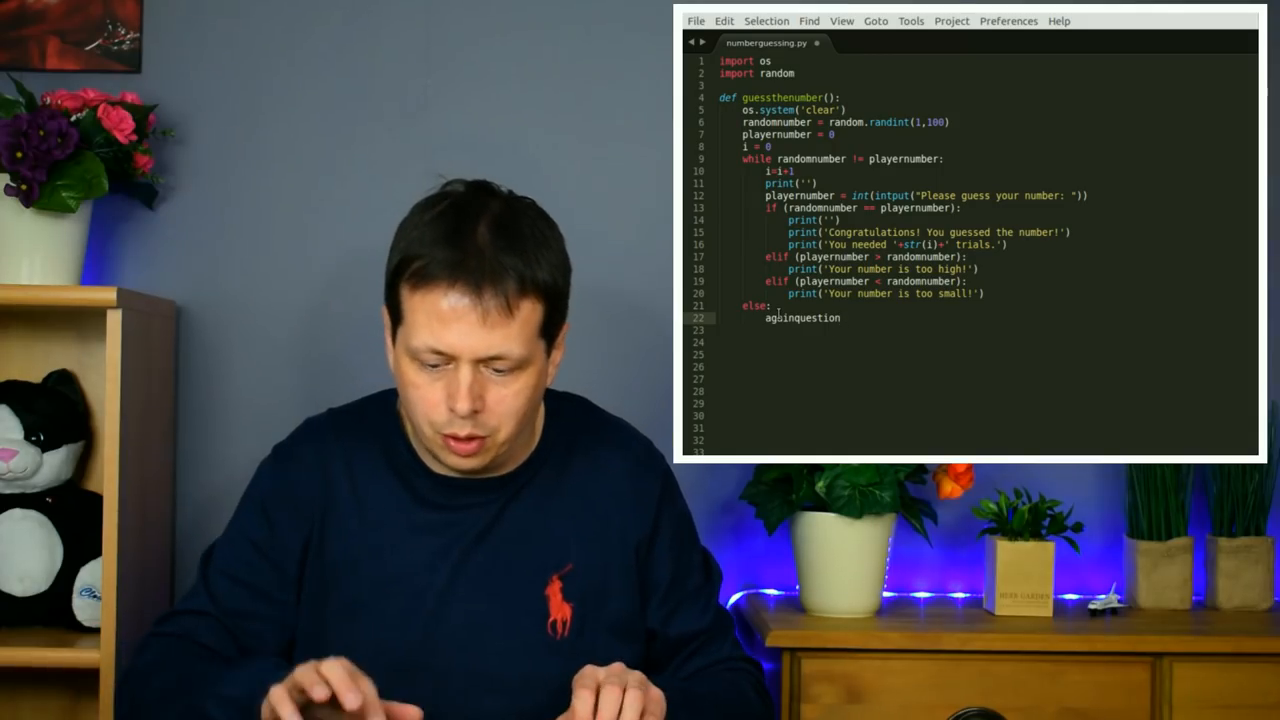 File Edit Selection Find View Goto Tools Project Preferences Help
numberguessing.py
1 import os
2 import random
3
4 def guessthenumber():
5 os.system('clear')
6 randomnumber = random.randint(1,100)
7 playernumber = 0
8 i = 0
9 while randomnumber != playernumber:
10 i=i+1
11 print('')
12 playernumber = int(intput("Please guess your number: "))
13 if (randomnumber == playernumber):
14 print('')
15 print('Congratulations! You guessed the number!')
16 print('You needed '+str(i)+' trials.')
17 elif (playernumber > randomnumber):
18 print('Your number is too high!')
19 elif (playernumber < randomnumber):
20 print('Your number is too small!')
21 else:
22 againquestion
23
24
25
26
27
28
29
30
31
32
33
HERB GARDEN